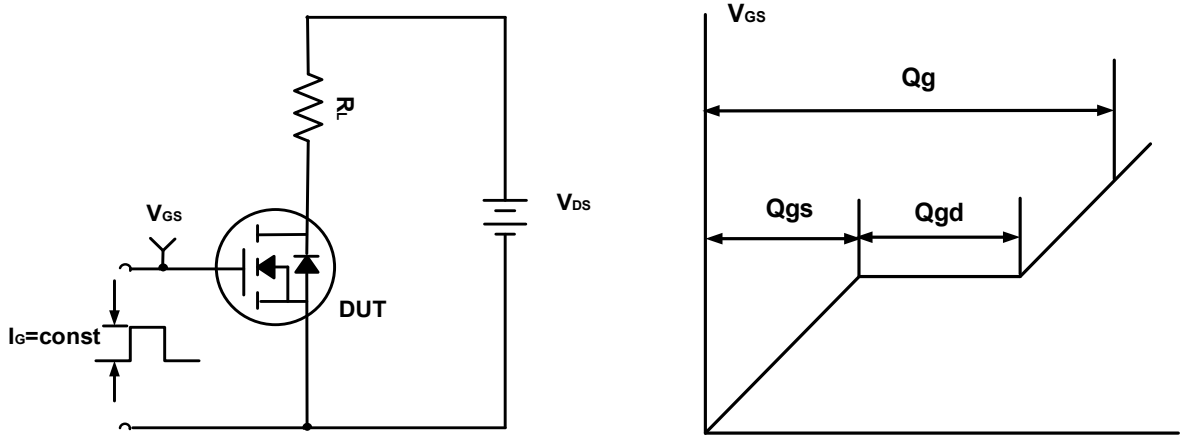 RL
VDS
VGS
DUT
IG=const
VGS
Qg
Qgs
Qgd